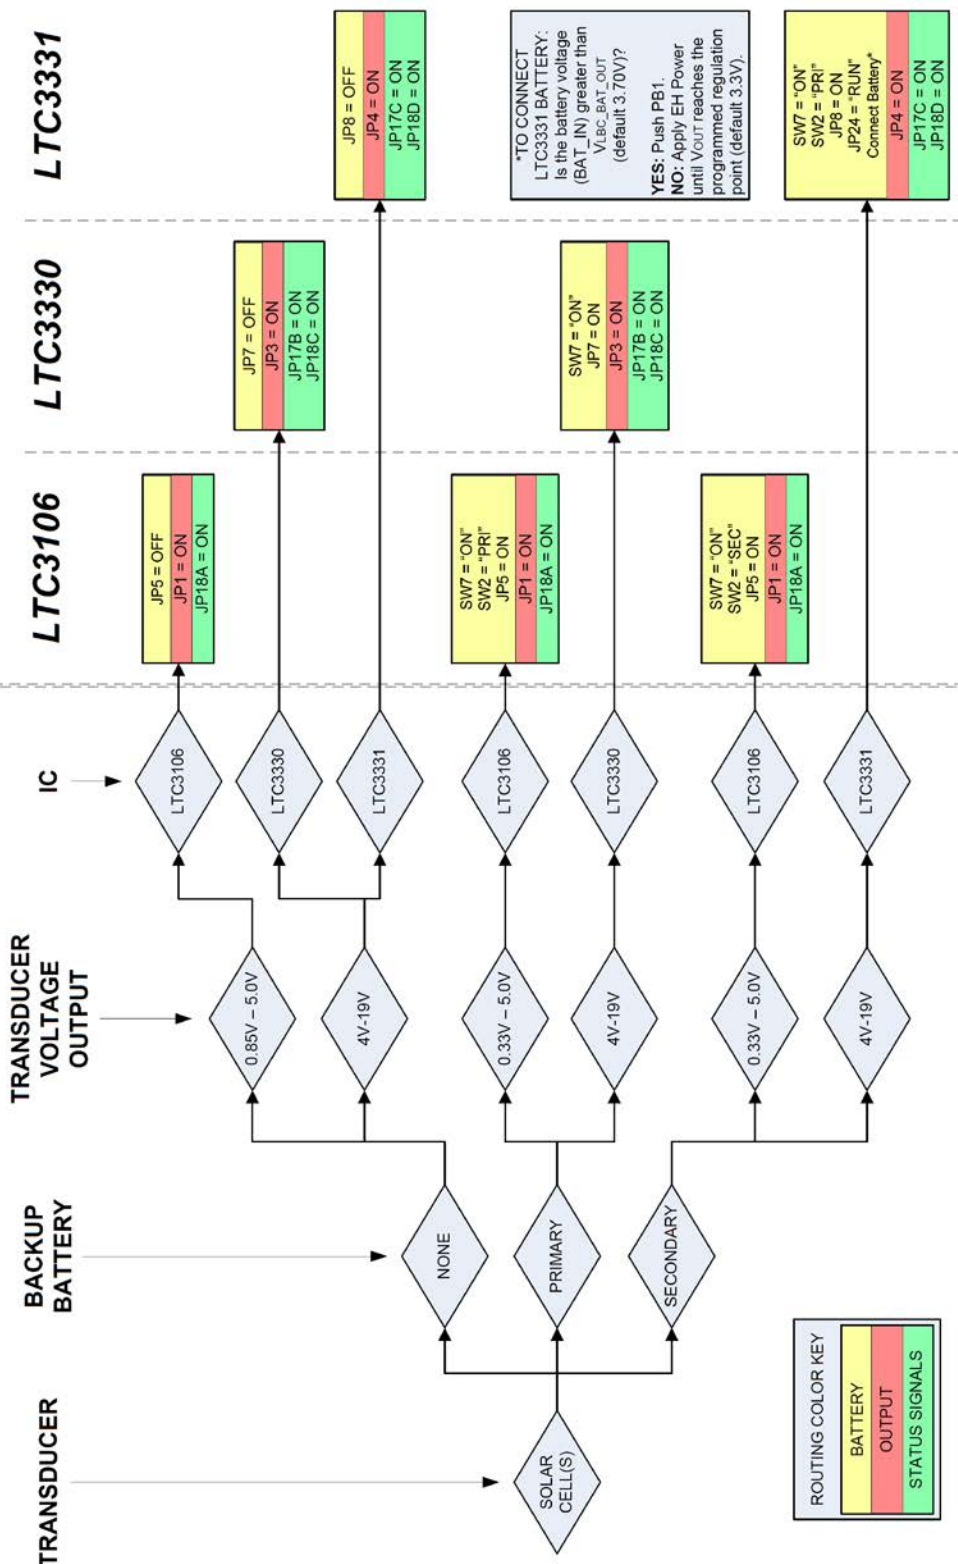 TRANSDUCER
BACKUP
BATTERY
TRANSDUCER
VOLTAGE
OUTPUT
IC
LTC3106
LTC3330
LTC3331
SOLAR
CELL(S)
NONE
PRIMARY
SECONDARY
0.85V – 5.0V
4V-19V
0.33V – 5.0V
4V-19V
0.33V – 5.0V
4V-19V
LTC3106
LTC3330
LTC3331
LTC3106
LTC3330
LTC3106
LTC3331
JP5 = OFF
JP1 = ON
JP18A = ON
JP7 = OFF
JP3 = ON
JP17B = ON
JP18C = ON
JP8 = OFF
JP4 = ON
JP17C = ON
JP18D = ON
SW7 = "ON"
SW2 = "PRI"
JP5 = ON
JP1 = ON
JP18A = ON
SW7 = "ON"
JP7 = ON
JP3 = ON
JP17B = ON
JP18C = ON
*TO CONNECT
LTC3331 BATTERY:
Is the battery voltage
(BAT_IN) greater than
VLBC_BAT_OUT
(default 3.70V)?
YES: Push PB1.
NO: Apply EH Power
until VOUT reaches the
programmed regulation
point (default 3.3V).
SW7 = "ON"
SW2 = "SEC"
JP5 = ON
JP1 = ON
JP18A = ON
SW7 = "ON"
SW2 = "PRI"
JP8 = ON
JP24 = "RUN"
Connect Battery*
JP4 = ON
JP17C = ON
JP18D = ON
ROUTING COLOR KEY
BATTERY
OUTPUT
STATUS SIGNALS